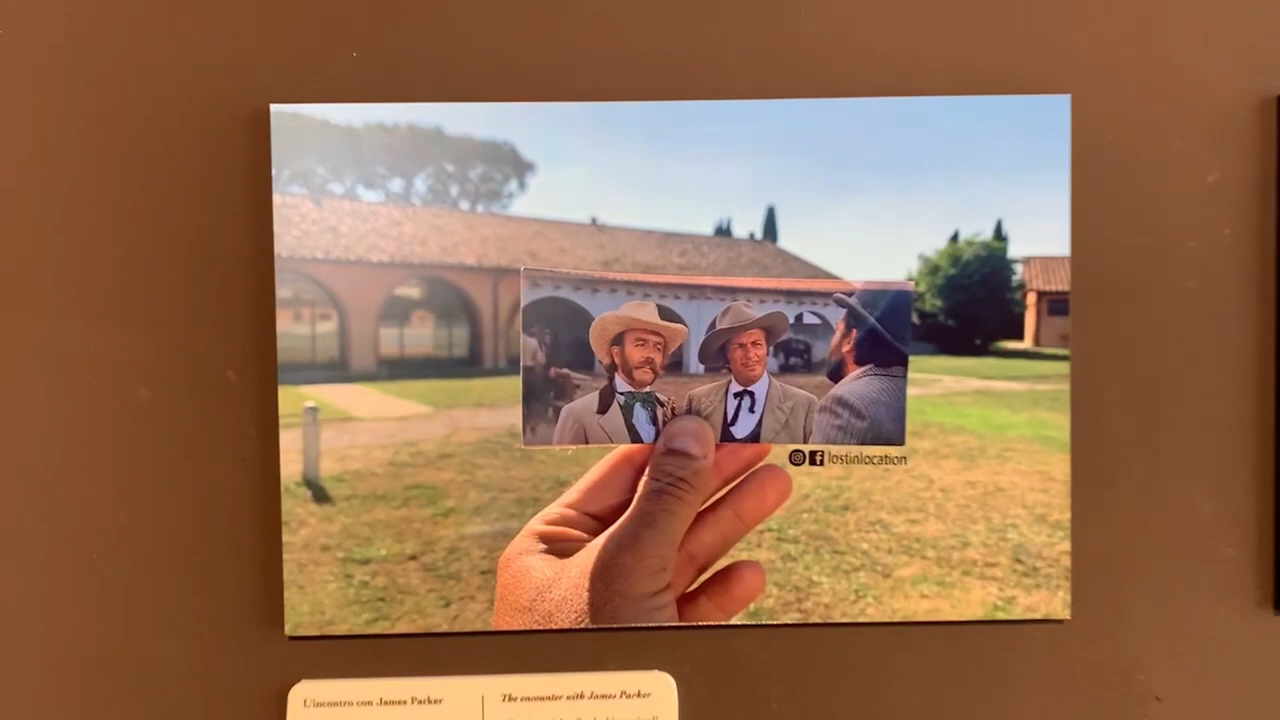 lostinlocation
L'incontro con James Parker
The encounter with James Parker